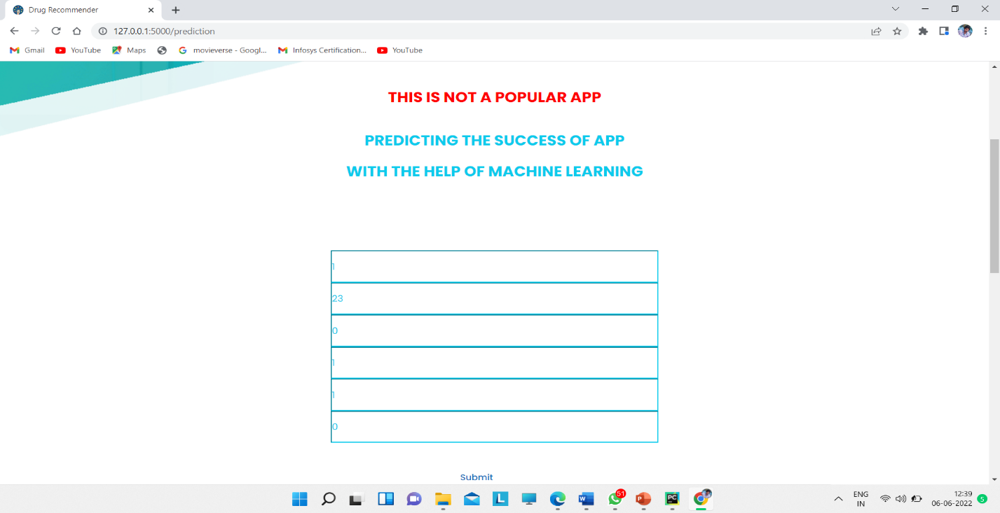 Drug Recommender
127.0.0.1:5000/prediction
Gmail YouTube Maps movieverse - Googl... Infosys Certification... YouTube
THIS IS NOT A POPULAR APP
PREDICTING THE SUCCESS OF APP
WITH THE HELP OF MACHINE LEARNING
1
23
0
1
1
0
Submit
L W 51 P PC ENG IN 12:39 5
06-06-2022